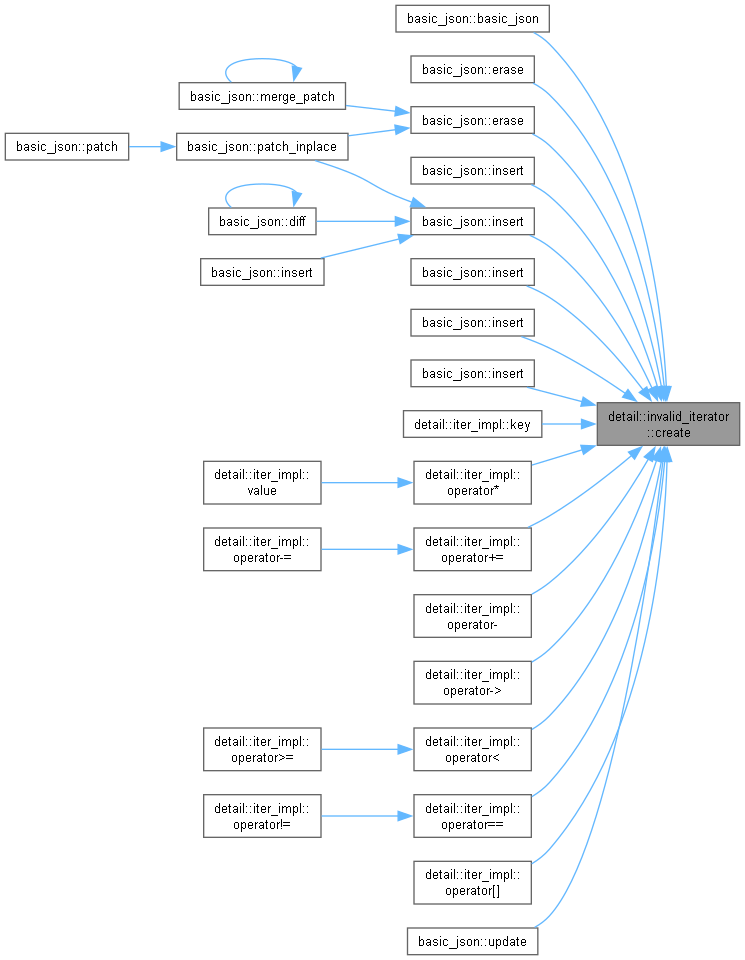 basic_json::basic_json
basic_json::erase
basic_json::merge_patch
basic_json::erase
basic_json::patch
basic_json::patch_inplace
basic_json::insert
basic_json::diff
basic_json::insert
basic_json::insert
basic_json::insert
basic_json::insert
basic_json::insert
detail::invalid_iterator
::create
detail::iter_impl::key
detail::iter_impl::
value
detail::iter_impl::
operator*
detail::iter_impl::
operator-=
detail::iter_impl::
operator+=
detail::iter_impl::
operator-
detail::iter_impl::
operator->
detail::iter_impl::
operator>=
detail::iter_impl::
operator<
detail::iter_impl::
operator!=
detail::iter_impl::
operator==
detail::iter_impl::
operator[]
basic_json::update